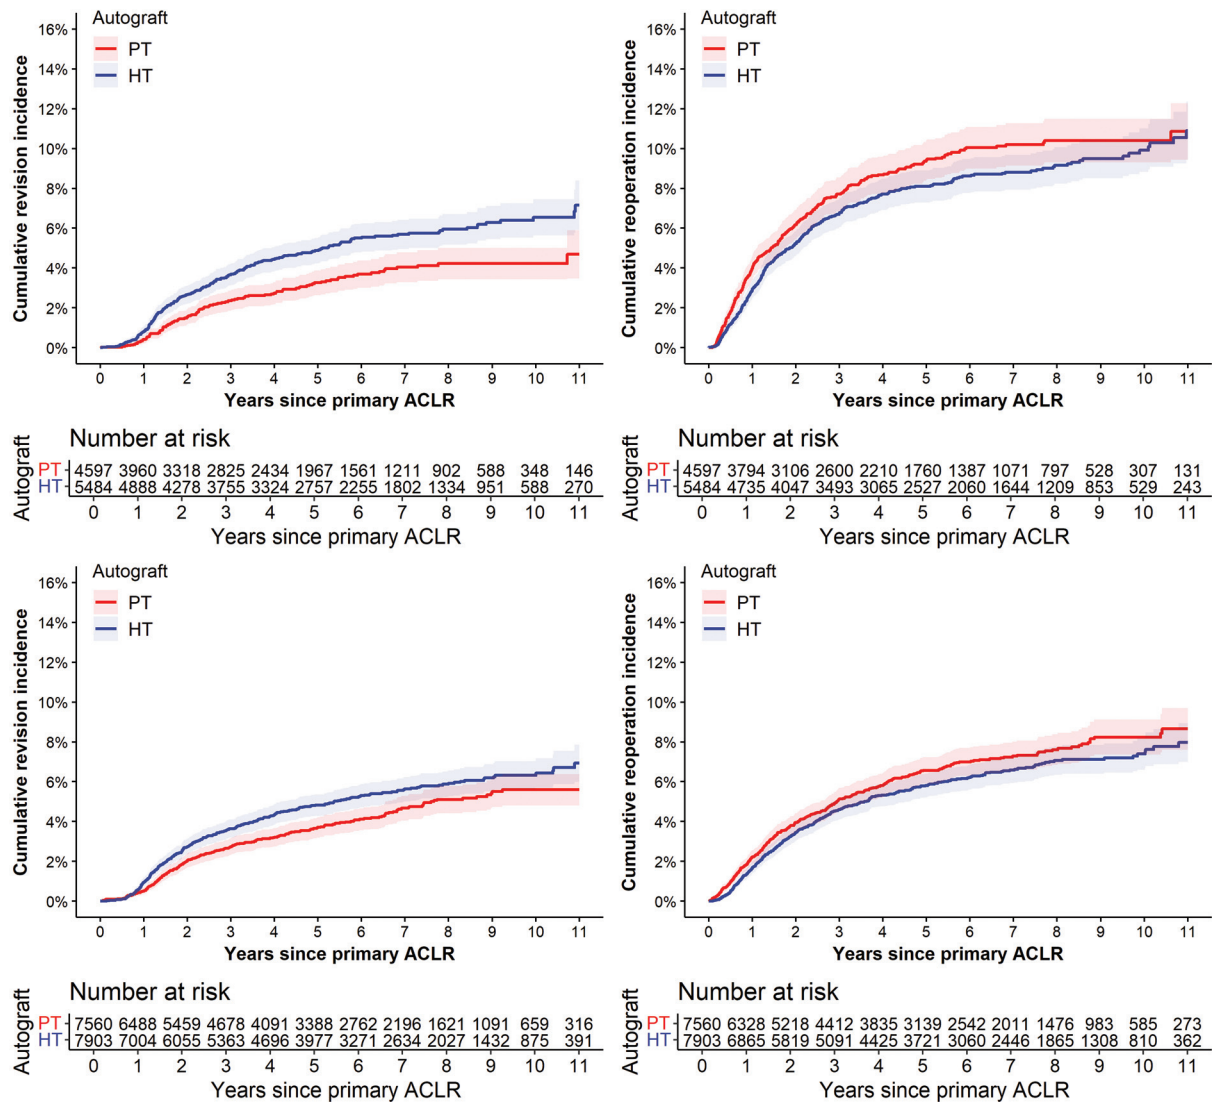 Autograft
PT
HT
Cumulative revision incidence
16%
14%
12%
10%
8%
6%
4%
2%
0%
0 1 2 3 4 5 6 7 8 9 10 11
Years since primary ACLR
Number at risk
Autograft
PT 4597 3960 3318 2825 2434 1967 1561 1211 902 588 348 146
HT 5484 4888 4278 3755 3324 2757 2255 1802 1334 951 588 270
0 1 2 3 4 5 6 7 8 9 10 11
Years since primary ACLR
Autograft
PT
HT
Cumulative reoperation incidence
16%
14%
12%
10%
8%
6%
4%
2%
0%
0 1 2 3 4 5 6 7 8 9 10 11
Years since primary ACLR
Number at risk
Autograft
PT 4597 3794 3106 2600 2210 1760 1387 1071 797 528 307 131
HT 5484 4735 4047 3493 3065 2527 2060 1644 1209 853 529 243
0 1 2 3 4 5 6 7 8 9 10 11
Years since primary ACLR
Autograft
PT
HT
Cumulative revision incidence
16%
14%
12%
10%
8%
6%
4%
2%
0%
0 1 2 3 4 5 6 7 8 9 10 11
Years since primary ACLR
Number at risk
Autograft
PT 7560 6488 5459 4678 4091 3388 2762 2196 1621 1091 659 316
HT 7903 7004 6055 5363 4696 3977 3271 2634 2027 1432 875 391
0 1 2 3 4 5 6 7 8 9 10 11
Years since primary ACLR
Autograft
PT
HT
Cumulative reoperation incidence
16%
14%
12%
10%
8%
6%
4%
2%
0%
0 1 2 3 4 5 6 7 8 9 10 11
Years since primary ACLR
Number at risk
Autograft
PT 7560 6328 5218 4412 3835 3139 2542 2011 1476 983 585 273
HT 7903 6865 5819 5091 4425 3721 3060 2446 1865 1308 810 362
0 1 2 3 4 5 6 7 8 9 10 11
Years since primary ACLR